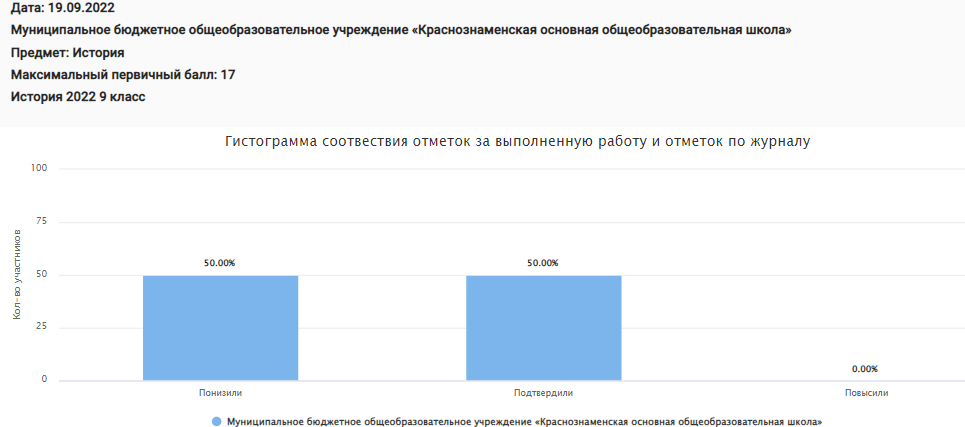 Дата: 19.09.2022
Муниципальное бюджетное общеобразовательное учреждение «Краснознаменская основная общеобразовательная школа»
Предмет: История
Максимальный первичный балл: 17
История 2022 9 класс
Гистограмма соотвествия отметок за выполненную работу и отметок по журналу
Кол-во участников
100
75
50
25
0
50.00%
50.00%
0.00%
Понизили
Подтвердили
Повысили
Муниципальное бюджетное общеобразовательное учреждение «Краснознаменская основная общеобразовательная школа»